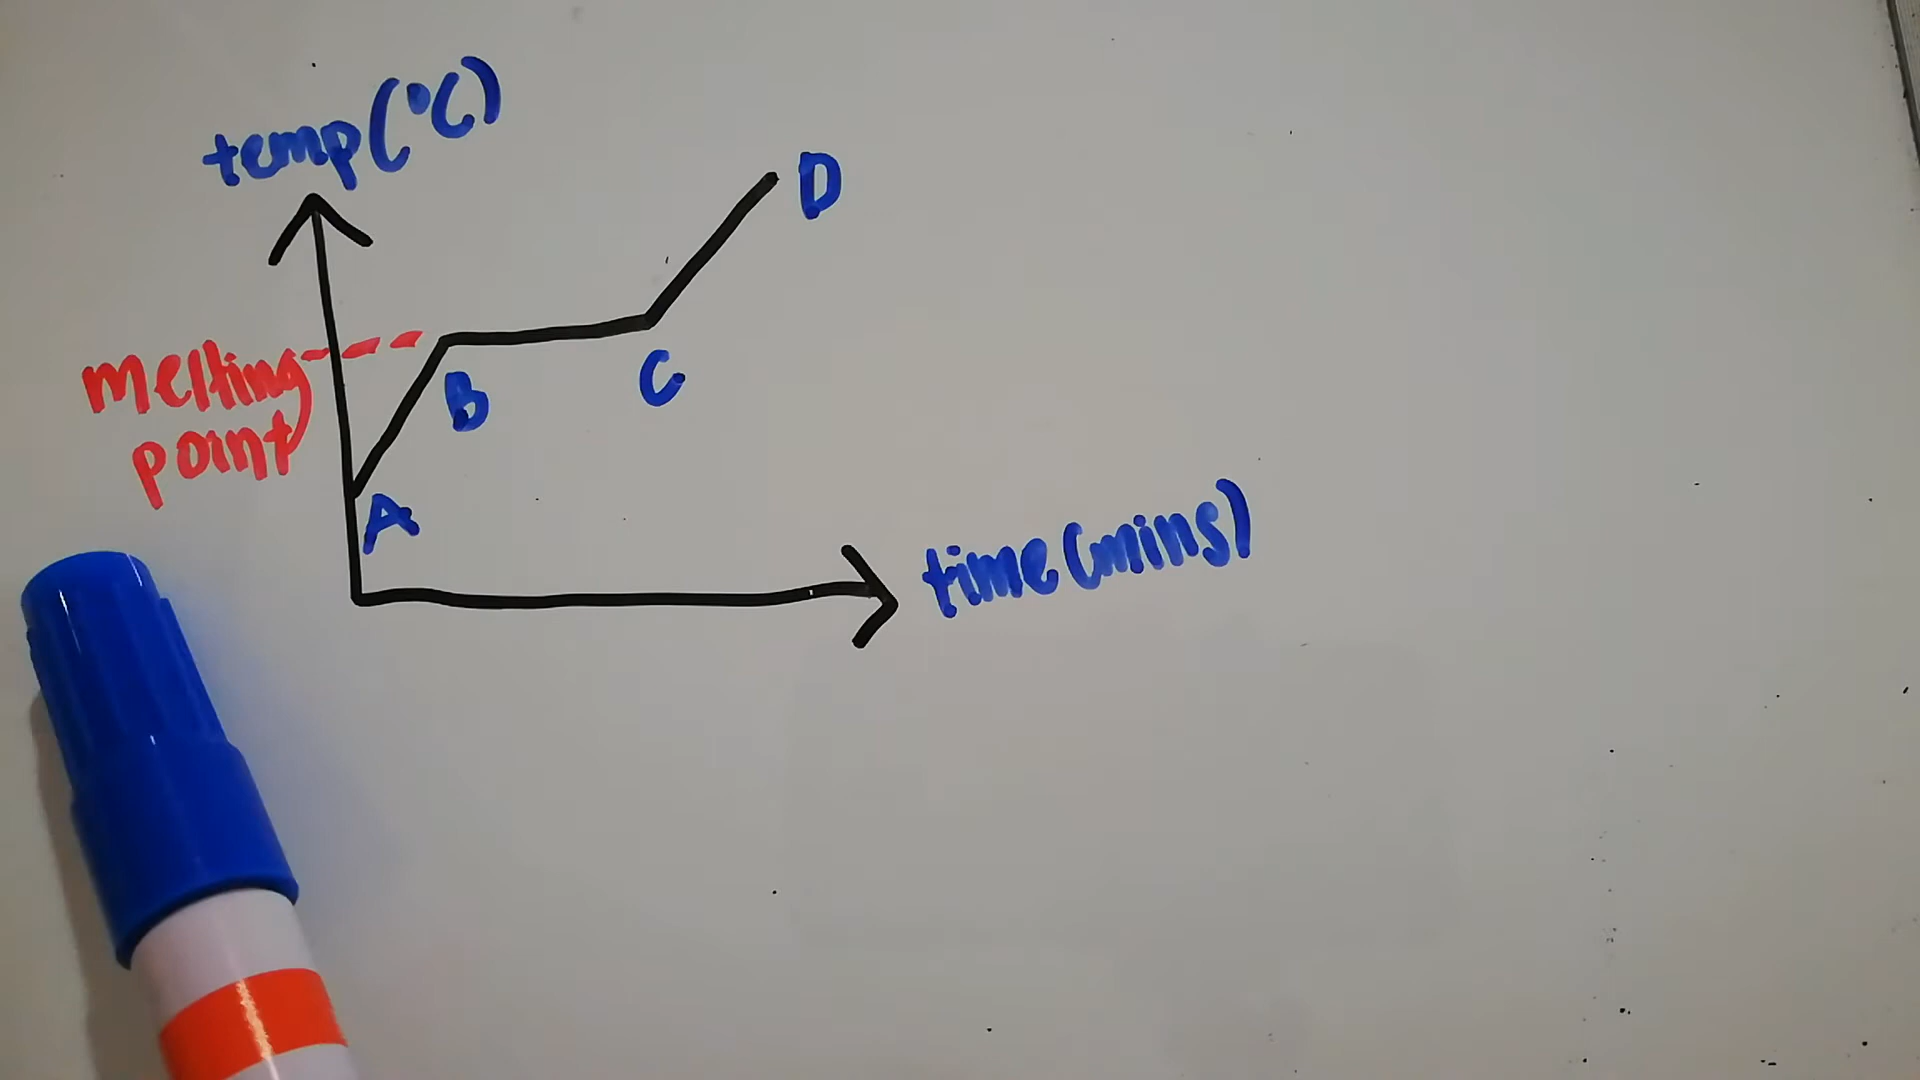 temp(°C)
D
melting
point
B
C
A
time(mins)